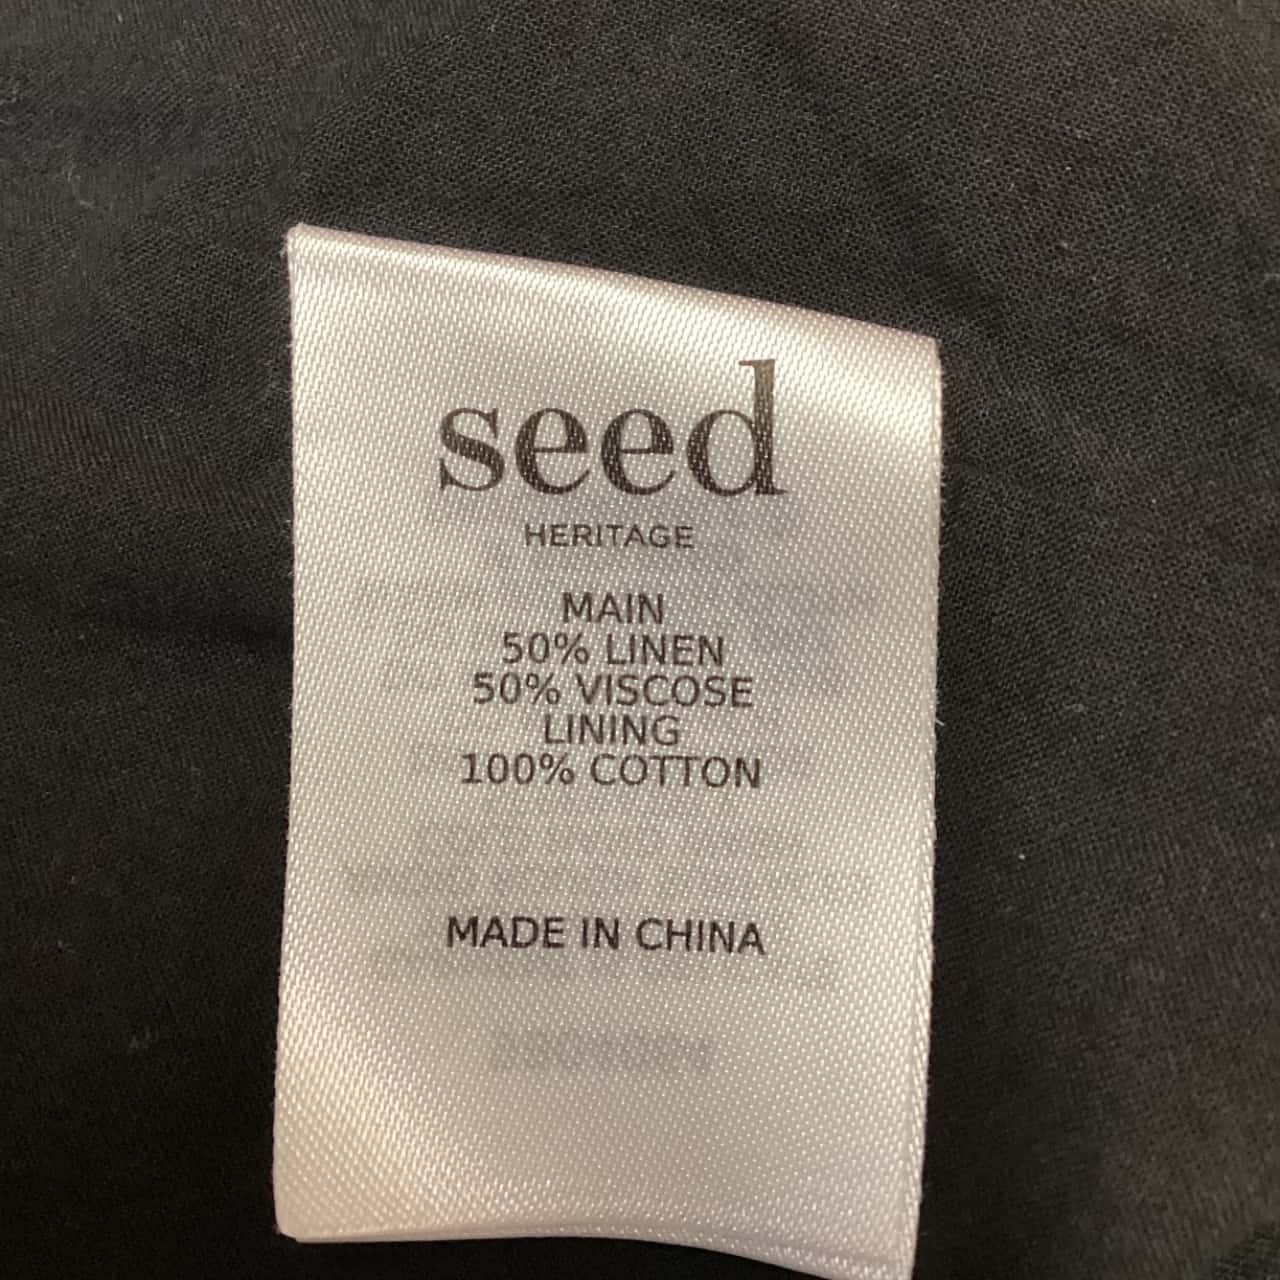 seed
HERITAGE
MAIN
50% LINEN
50% VISCOSE
LINING
100% COTTON
MADE IN CHINA